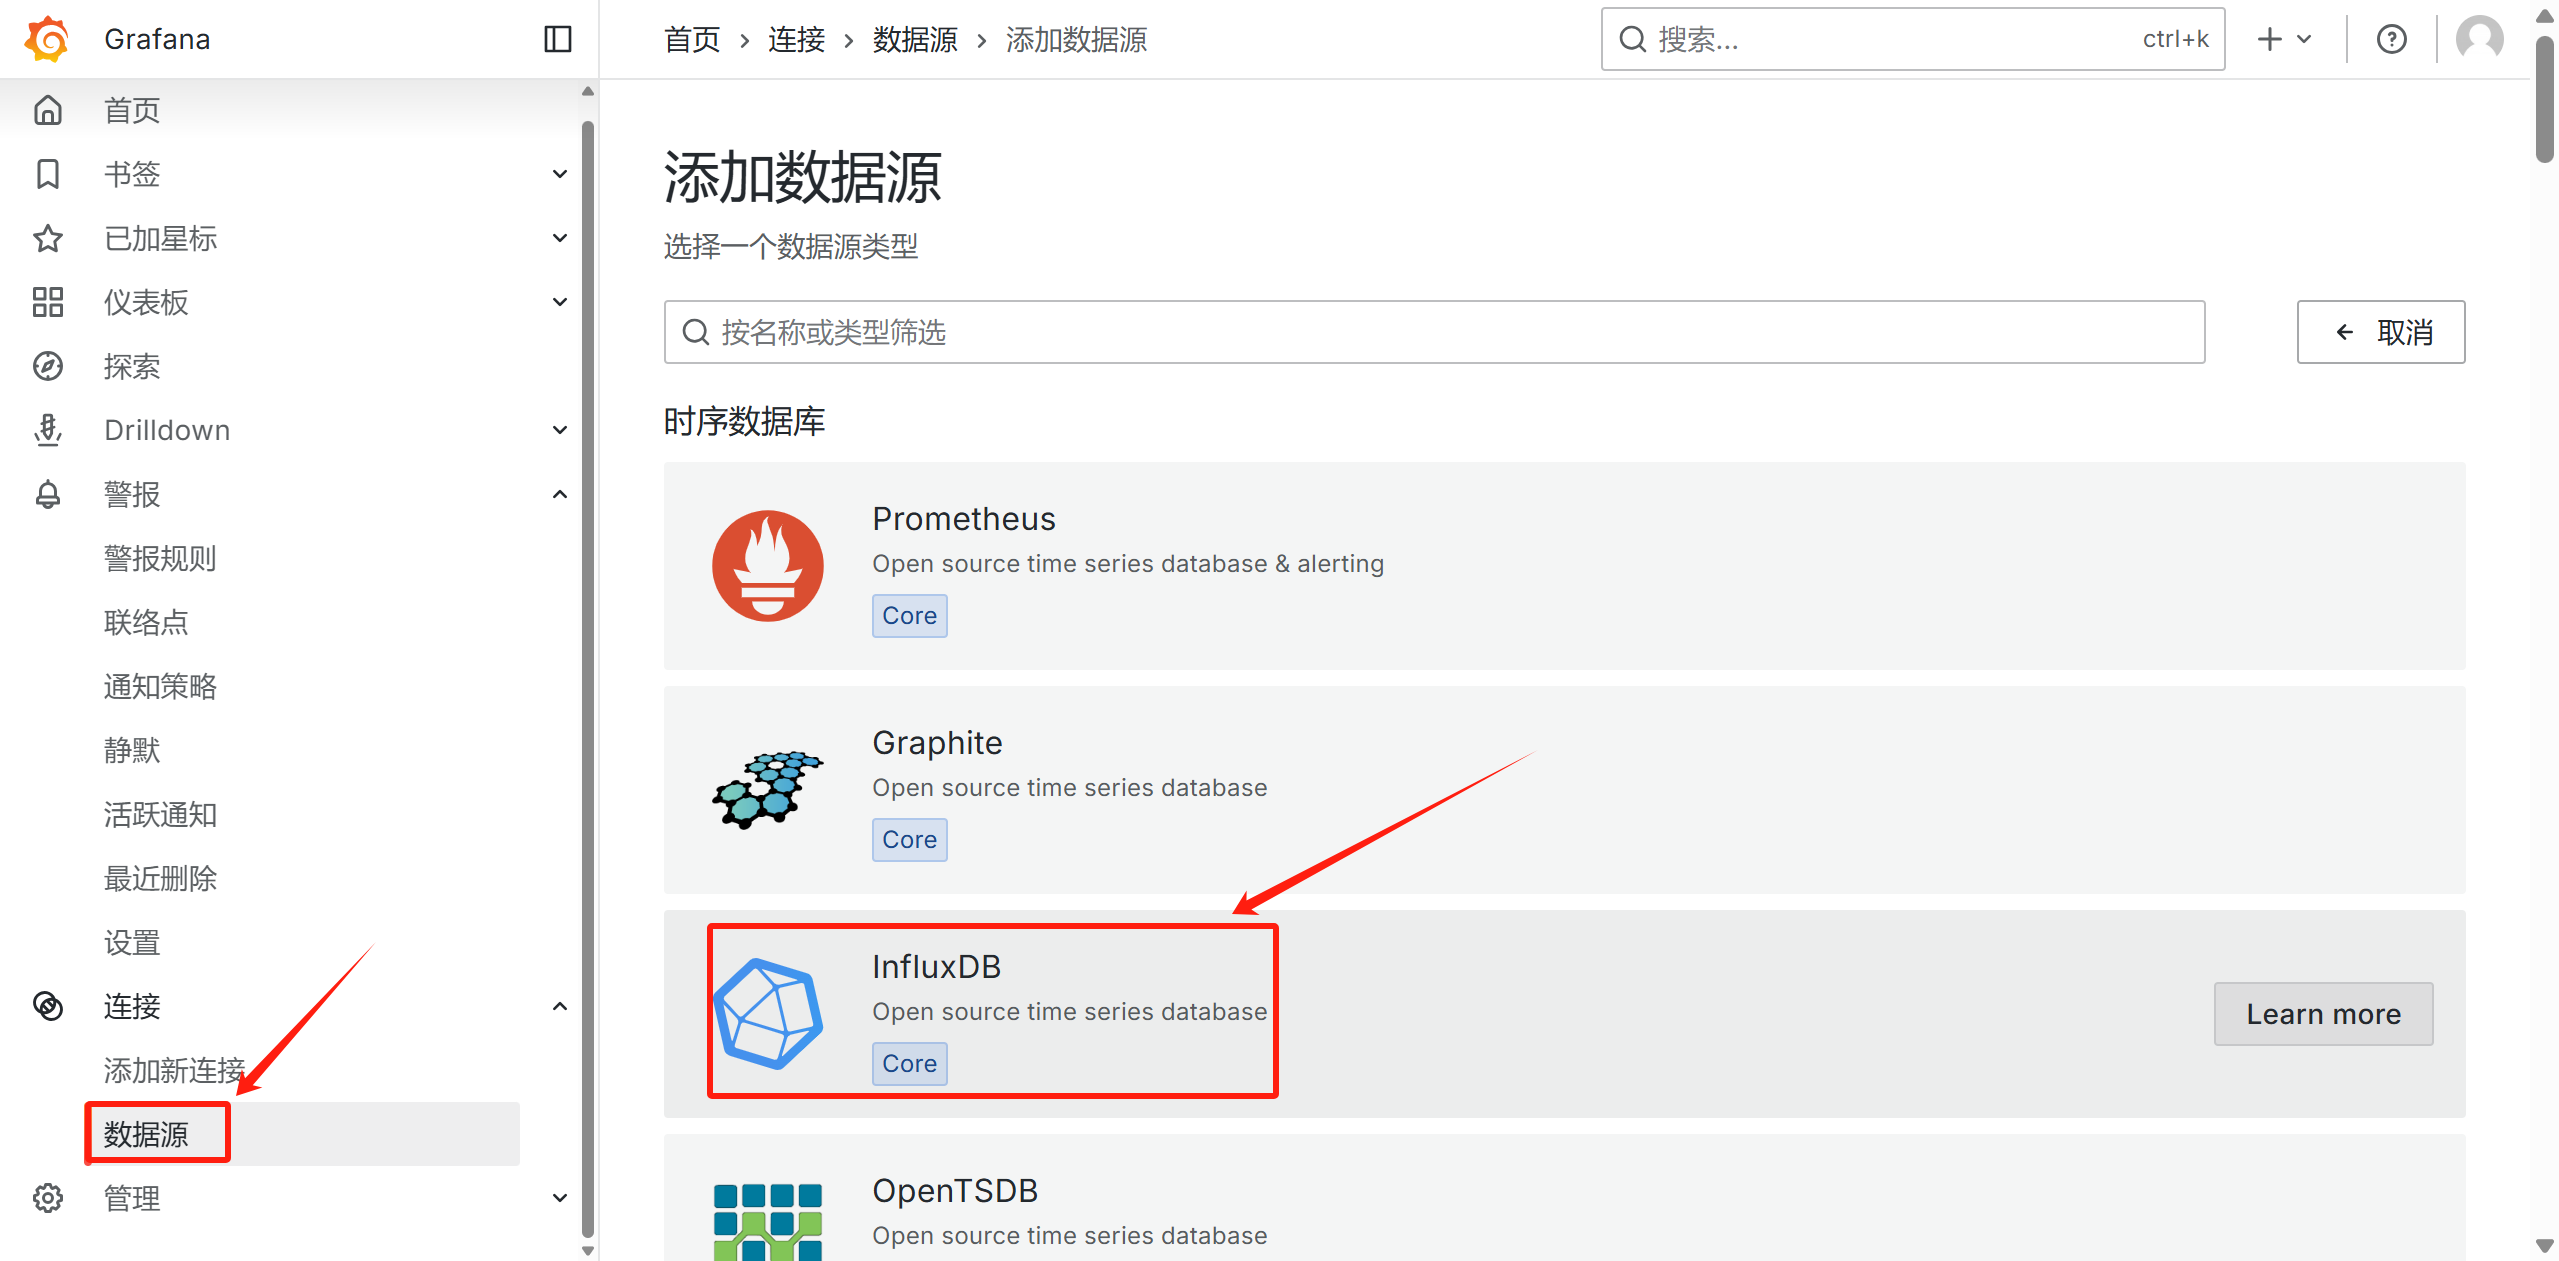 Grafana
首页
书签
已加星标
仪表板
探索
Drilldown
警报
警报规则
联络点
通知策略
静默
活跃通知
最近删除
设置
连接
添加新连接
数据源
管理
首页 › 连接 › 数据源 › 添加数据源
搜索... ctrl+k
添加数据源
选择一个数据源类型
按名称或类型筛选
取消
时序数据库
Prometheus
Open source time series database & alerting
Core
Graphite
Open source time series database
Core
InfluxDB
Open source time series database
Core
Learn more
OpenTSDB
Open source time series database